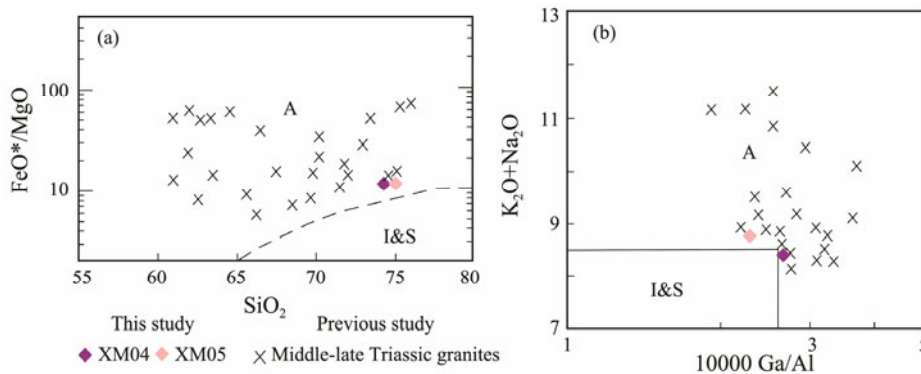 (a)
FeO*/MgO
100
10
A
I&S
55
60
65
70
75
80
SiO₂
(b)
K₂O+Na₂O
11
9
7
A
I&S
1
3
5
10000 Ga/Al
This study
Previous study
XM04
XM05
Middle-late Triassic granites